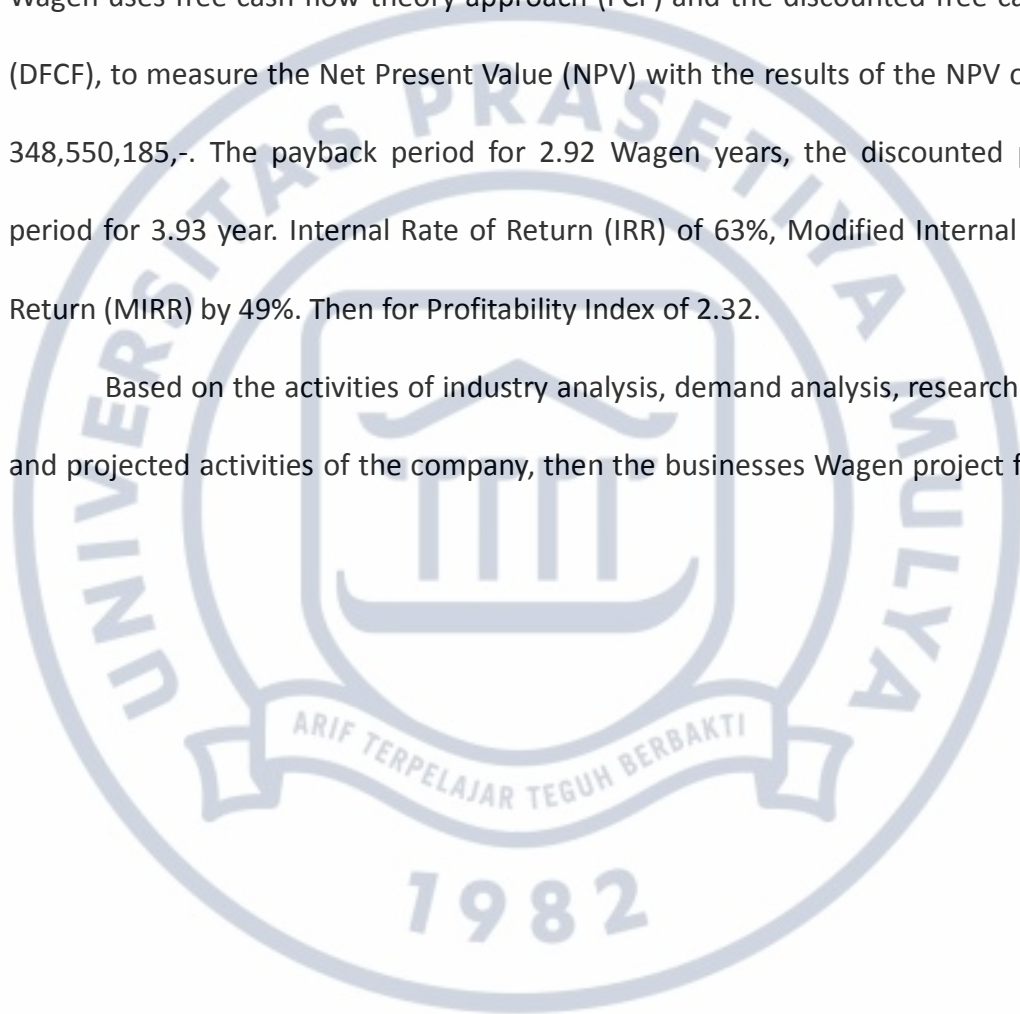 Wagen uses free cash flow theory approach (FCF) and the discounted free ca
(DFCF), to measure the Net Present Value (NPV) with the results of the NPV o
348,550,185,-. The payback period for 2.92 Wagen years, the discounted p
period for 3.93 year. Internal Rate of Return (IRR) of 63%, Modified Internal
Return (MIRR) by 49%. Then for Profitability Index of 2.32.
Based on the activities of industry analysis, demand analysis, research
and projected activities of the company, then the businesses Wagen project f
UNIVERSITAS PRASETIYA MULYA
ARIF TERPELAJAR TEGUH BERBAKTI
1982